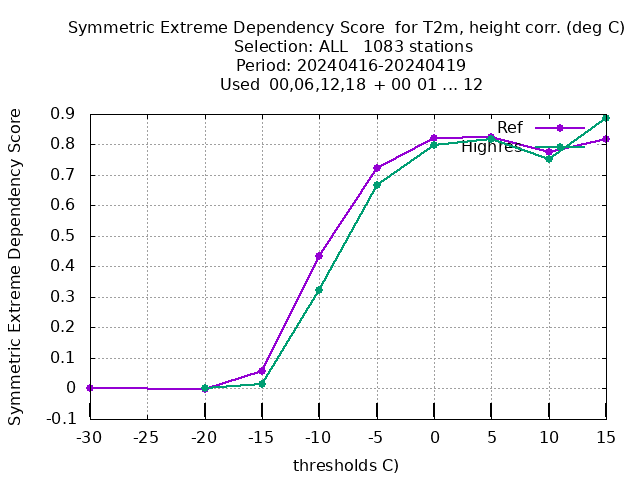 Symmetric Extreme Dependency Score  for T2m, height corr. (deg C)
Selection: ALL   1083 stations
Period: 20240416-20240419
Used  00,06,12,18  + 00 01 ... 12
Symmetric Extreme Dependency Score
0.9
0.8
0.7
0.6
0.5
0.4
0.3
0.2
0.1
0
-0.1
Ref
HighRes
-30 -25 -20 -15 -10 -5 0 5 10 15
thresholds C)